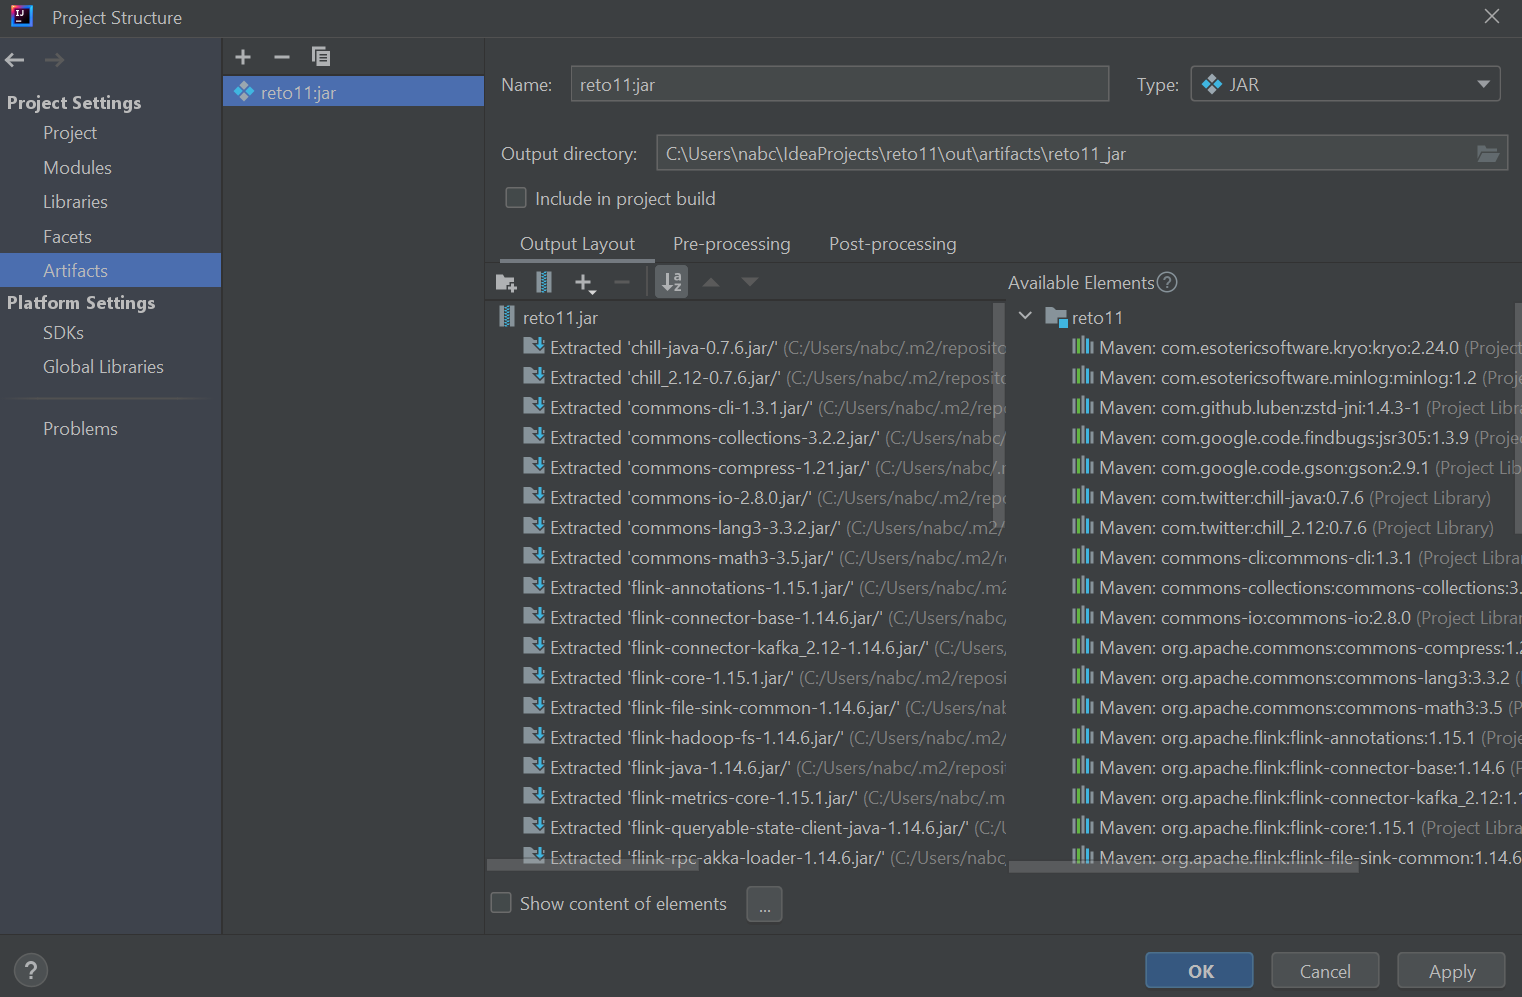 Project Structure
Project Settings
Project
Modules
Libraries
Facets
Artifacts
Platform Settings
SDKs
Global Libraries
Problems
reto11:jar
Name: reto11:jar Type: JAR
Output directory: C:\Users\nabc\IdeaProjects\reto11\out\artifacts\reto11_jar
Include in project build
Output Layout Pre-processing Post-processing
Available Elements ?
reto11.jar
Extracted 'chill-java-0.7.6.jar/' (C:/Users/nabc/.m2/reposito
Extracted 'chill_2.12-0.7.6.jar/' (C:/Users/nabc/.m2/reposito
Extracted 'commons-cli-1.3.1.jar/' (C:/Users/nabc/.m2/rep
Extracted 'commons-collections-3.2.2.jar/' (C:/Users/nabc/
Extracted 'commons-compress-1.21.jar/' (C:/Users/nabc/.
Extracted 'commons-io-2.8.0.jar/' (C:/Users/nabc/.m2/repo
Extracted 'commons-lang3-3.3.2.jar/' (C:/Users/nabc/.m2/
Extracted 'commons-math3-3.5.jar/' (C:/Users/nabc/.m2/r
Extracted 'flink-annotations-1.15.1.jar/' (C:/Users/nabc/.m2
Extracted 'flink-connector-base-1.14.6.jar/' (C:/Users/nabc/
Extracted 'flink-connector-kafka_2.12-1.14.6.jar/' (C:/Users/
Extracted 'flink-core-1.15.1.jar/' (C:/Users/nabc/.m2/reposi
Extracted 'flink-file-sink-common-1.14.6.jar/' (C:/Users/nab
Extracted 'flink-hadoop-fs-1.14.6.jar/' (C:/Users/nabc/.m2/
Extracted 'flink-java-1.14.6.jar/' (C:/Users/nabc/.m2/reposi
Extracted 'flink-metrics-core-1.15.1.jar/' (C:/Users/nabc/.m
Extracted 'flink-queryable-state-client-java-1.14.6.jar/' (C:/U
Extracted 'flink-rpc-akka-loader-1.14.6.jar/' (C:/Users/nabc
reto11
Maven: com.esotericsoftware.kryo:kryo:2.24.0 (Project
Maven: com.esotericsoftware.minlog:minlog:1.2 (Proj
Maven: com.github.luben:zstd-jni:1.4.3-1 (Project Libra
Maven: com.google.code.findbugs:jsr305:1.3.9 (Proje
Maven: com.google.code.gson:gson:2.9.1 (Project Lib
Maven: com.twitter:chill-java:0.7.6 (Project Library)
Maven: com.twitter:chill_2.12:0.7.6 (Project Library)
Maven: commons-cli:commons-cli:1.3.1 (Project Libra
Maven: commons-collections:commons-collections:3.
Maven: commons-io:commons-io:2.8.0 (Project Librar
Maven: org.apache.commons:commons-compress:1.2
Maven: org.apache.commons:commons-lang3:3.3.2 (
Maven: org.apache.commons:commons-math3:3.5 (P
Maven: org.apache.flink:flink-annotations:1.15.1 (Proje
Maven: org.apache.flink:flink-connector-base:1.14.6 (P
Maven: org.apache.flink:flink-connector-kafka_2.12:1.1
Maven: org.apache.flink:flink-core:1.15.1 (Project Libra
Maven: org.apache.flink:flink-file-sink-common:1.14.6
Show content of elements ...
? OK Cancel Apply